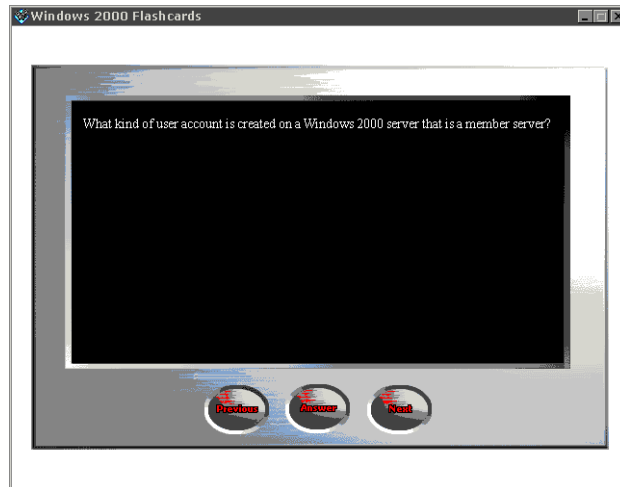 Windows 2000 Flashcards
What kind of user account is created on a Windows 2000 server that is a member server?
Previous
Answer
Next